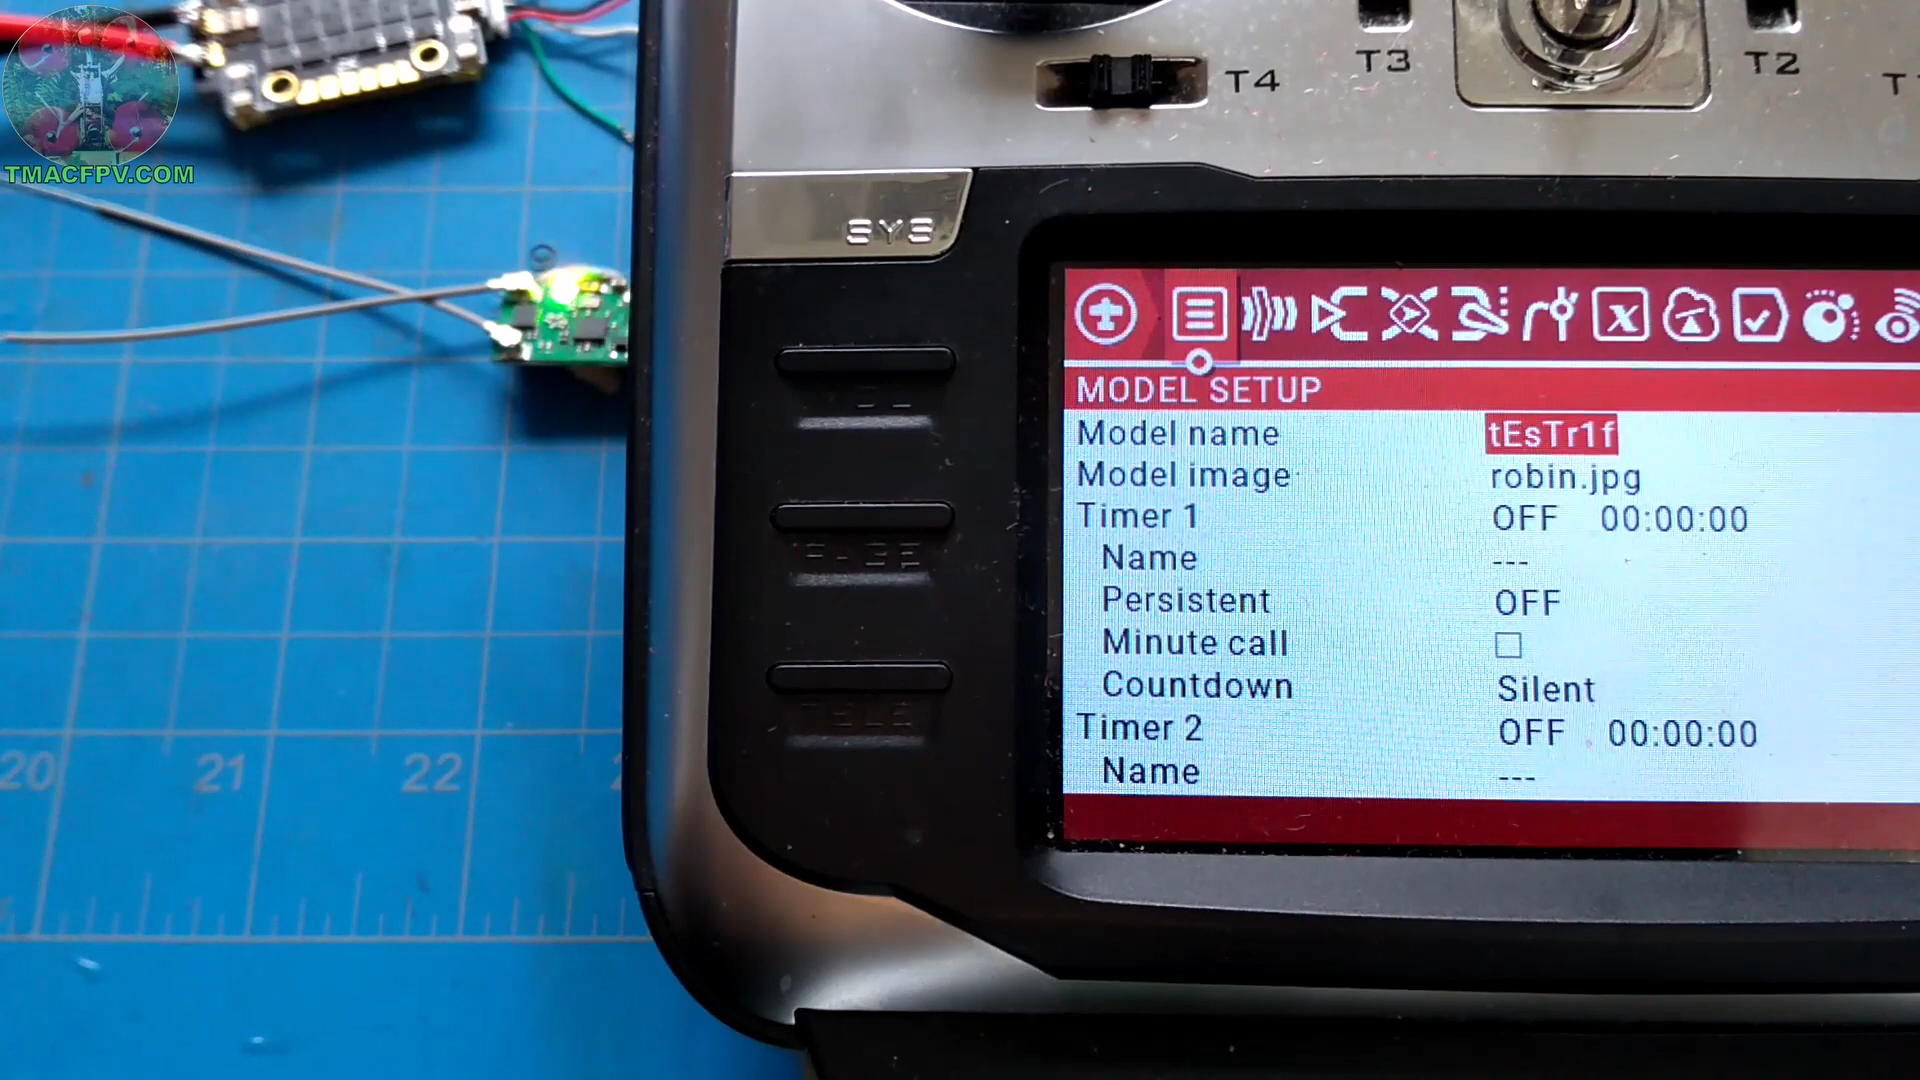 TMACFPV.COM
T4
T3
T2
SYS
MODEL SETUP
Model name tEsTr1f
Model image robin.jpg
Timer 1 OFF 00:00:00
Name ---
Persistent OFF
Minute call
Countdown Silent
Timer 2 OFF 00:00:00
Name ---
TELE
20 21 22